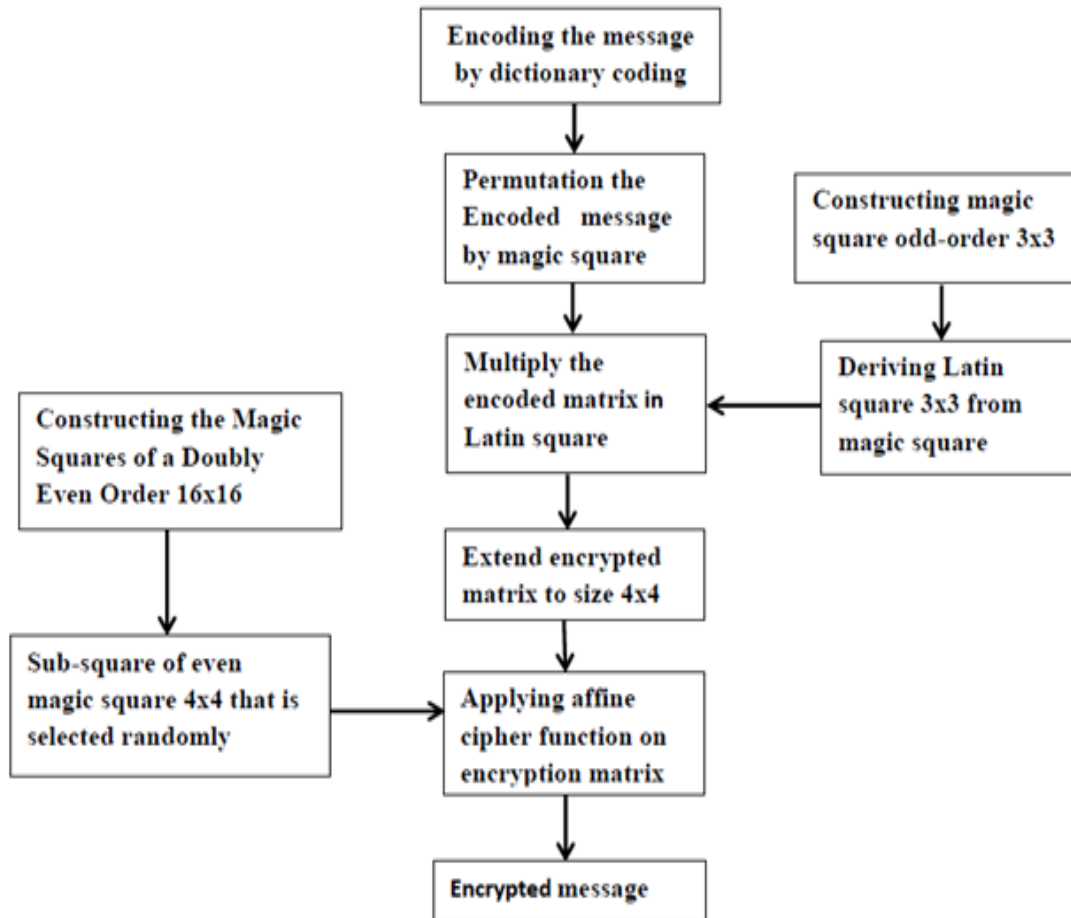 Encoding the message
by dictionary coding
Permutation the
Encoded message
by magic square
Constructing magic
square odd-order 3x3
Multiply the
encoded matrix in
Latin square
Deriving Latin
square 3x3 from
magic square
Constructing the Magic
Squares of a Doubly
Even Order 16x16
Extend encrypted
matrix to size 4x4
Sub-square of even
magic square 4x4 that is
selected randomly
Applying affine
cipher function on
encryption matrix
Encrypted message